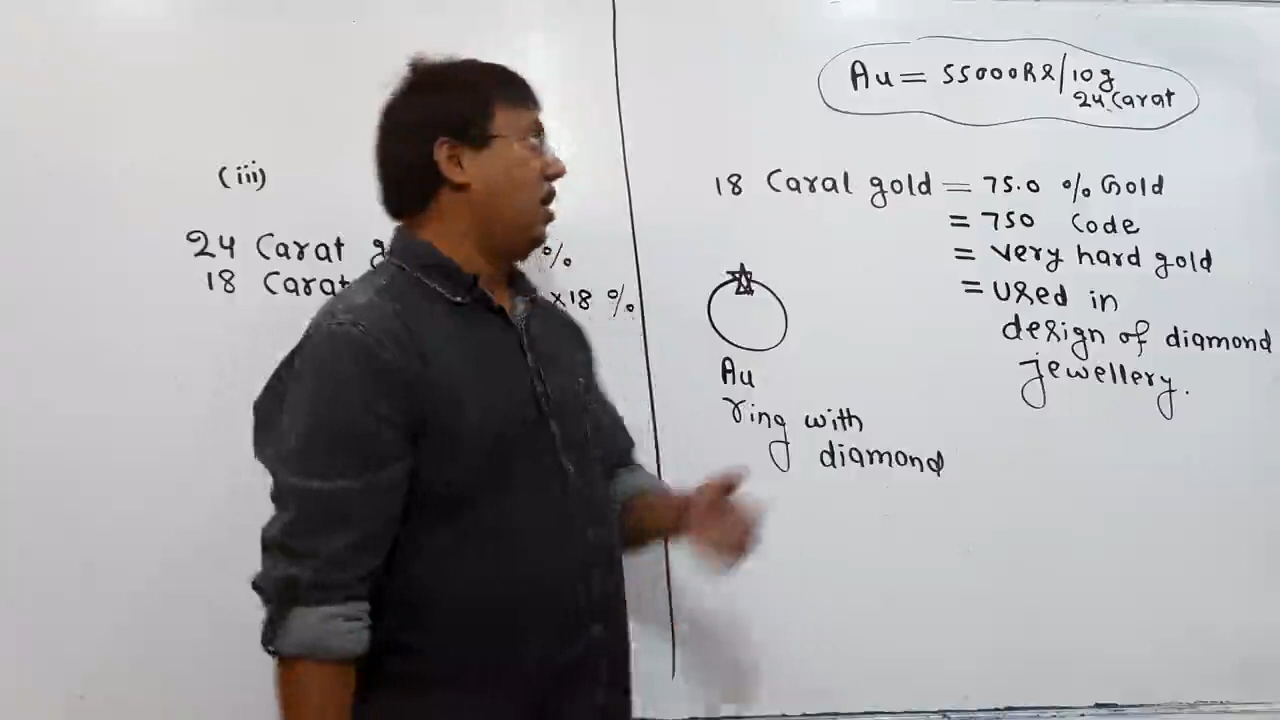 (iii)
24 Carat g %
18 Carat ×18 %
Au = 55000Rs/10g
24 Carat
18 Caral gold = 75.0 % Gold
= 750 Code
= very hard gold
= used in
design of diamond
jewellery.
Au
ring with
diamond